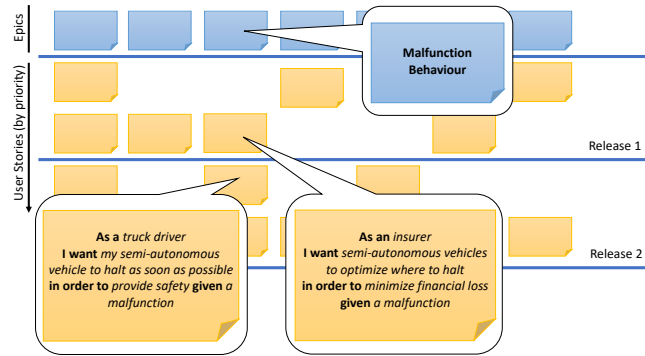 Epics
Malfunction
Behaviour
User Stories (by priority)
Release 1
As a truck driver
I want my semi-autonomous
vehicle to halt as soon as possible
in order to provide safety given a
malfunction
As an insurer
I want semi-autonomous vehicles
to optimize where to halt
in order to minimize financial loss
given a malfunction
Release 2